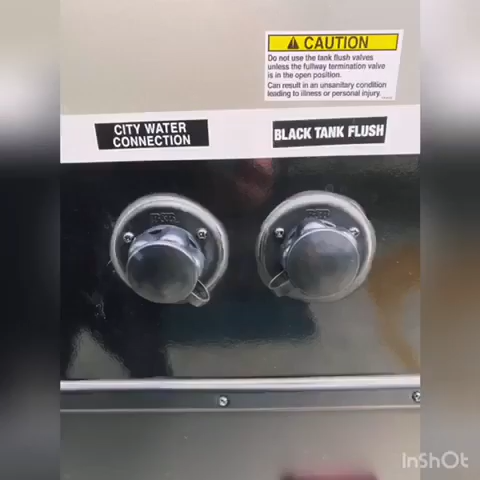 CAUTION
Do not use the tank flush valves
unless the fullway termination valve
is in the open position.
Can result in an unsanitary condition
leading to illness or personal injury.
CITY WATER
CONNECTION
BLACK TANK FLUSH
InShOt